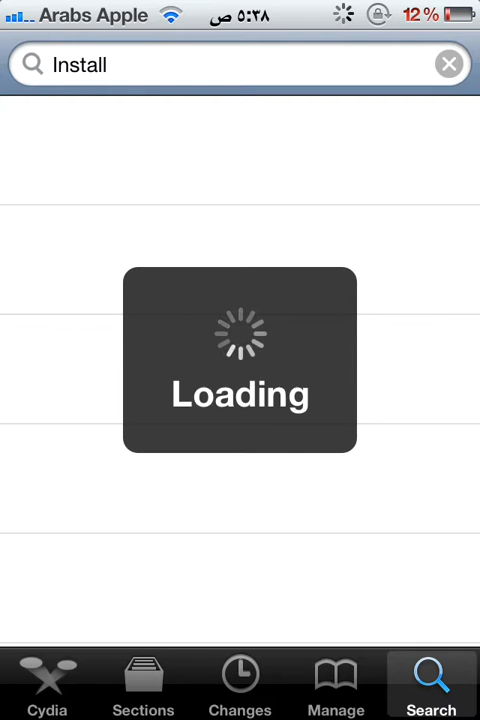 Arabs Apple ٥:٣٨ ص 12%
Install
Loading
Cydia Sections Changes Manage Search